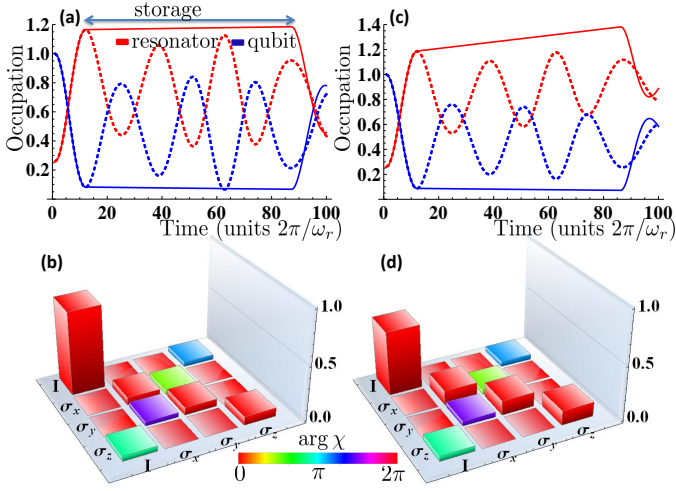 (a) storage
resonator qubit
Occupation
1.2
1.0
0.8
0.6
0.4
0.2
0 20 40 60 80 100
Time (units 2π/ωr)
(c)
Occupation
1.4
1.2
1.0
0.8
0.6
0.4
0.2
0 20 40 60 80 100
Time (units 2π/ωr)
(b)
1.0
0.5
0.0
I
σx
σy
σz
I
σx
σy
σz
(d)
1.0
0.5
0.0
I
σx
σy
σz
I
σx
σy
σz
arg χ
0 π 2π